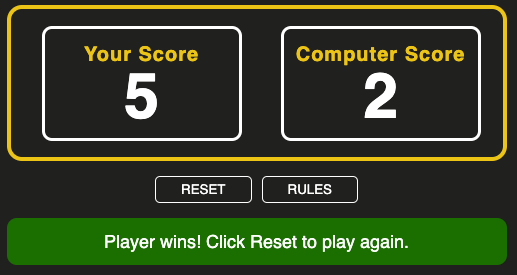 Your Score
5
Computer Score
2
RESET
RULES
Player wins! Click Reset to play again.